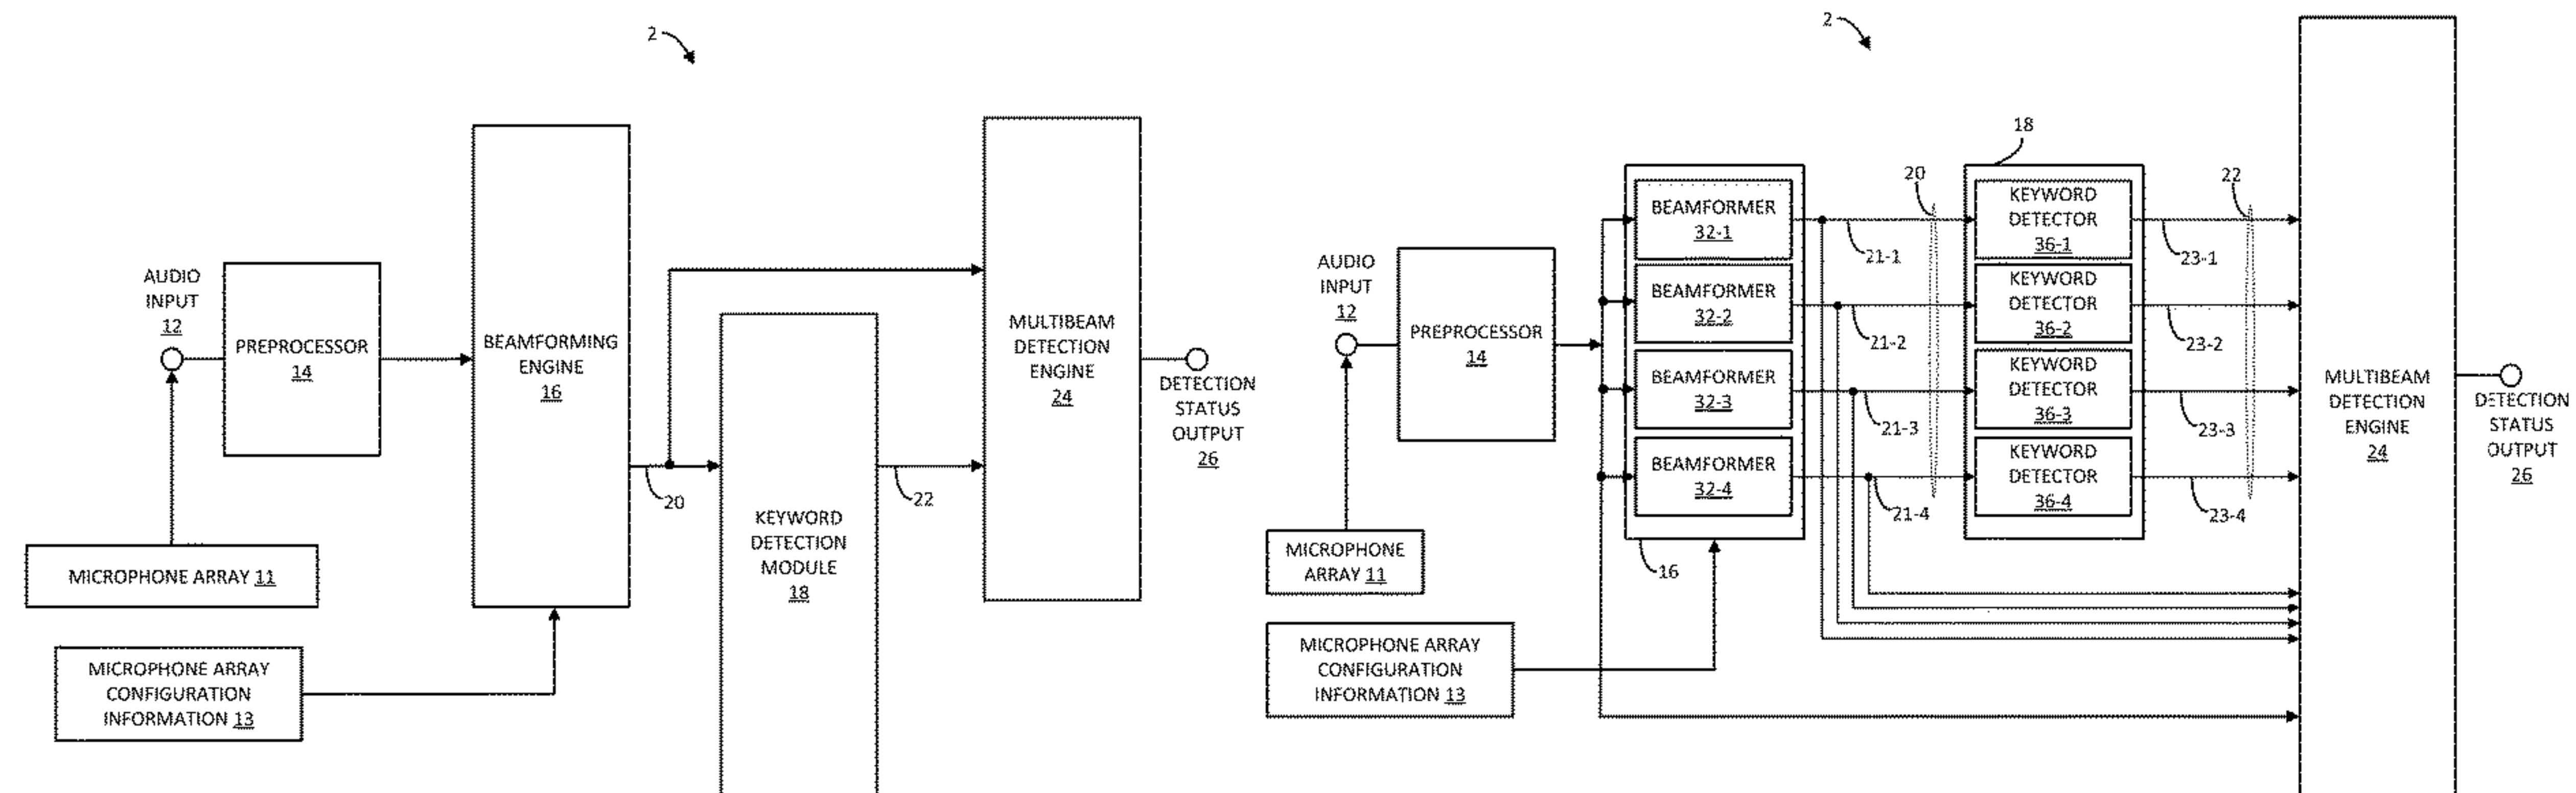 2
AUDIO
INPUT
12
PREPROCESSOR
14
BEAMFORMING
ENGINE
16
MULTIBEAM
DETECTION
ENGINE
24
DETECTION
STATUS
OUTPUT
26
20
22
KEYWORD
DETECTION
MODULE
18
MICROPHONE ARRAY 11
MICROPHONE ARRAY
CONFIGURATION
INFORMATION 13
2
AUDIO
INPUT
12
PREPROCESSOR
14
MICROPHONE
ARRAY 11
MICROPHONE ARRAY
CONFIGURATION
INFORMATION 13
BEAMFORMER
32-1
BEAMFORMER
32-2
BEAMFORMER
32-3
BEAMFORMER
32-4
16
21-1
21-2
21-3
21-4
20
18
KEYWORD
DETECTOR
36-1
KEYWORD
DETECTOR
36-2
KEYWORD
DETECTOR
36-3
KEYWORD
DETECTOR
36-4
22
23-1
23-2
23-3
23-4
MULTIBEAM
DETECTION
ENGINE
24
DETECTION
STATUS
OUTPUT
26